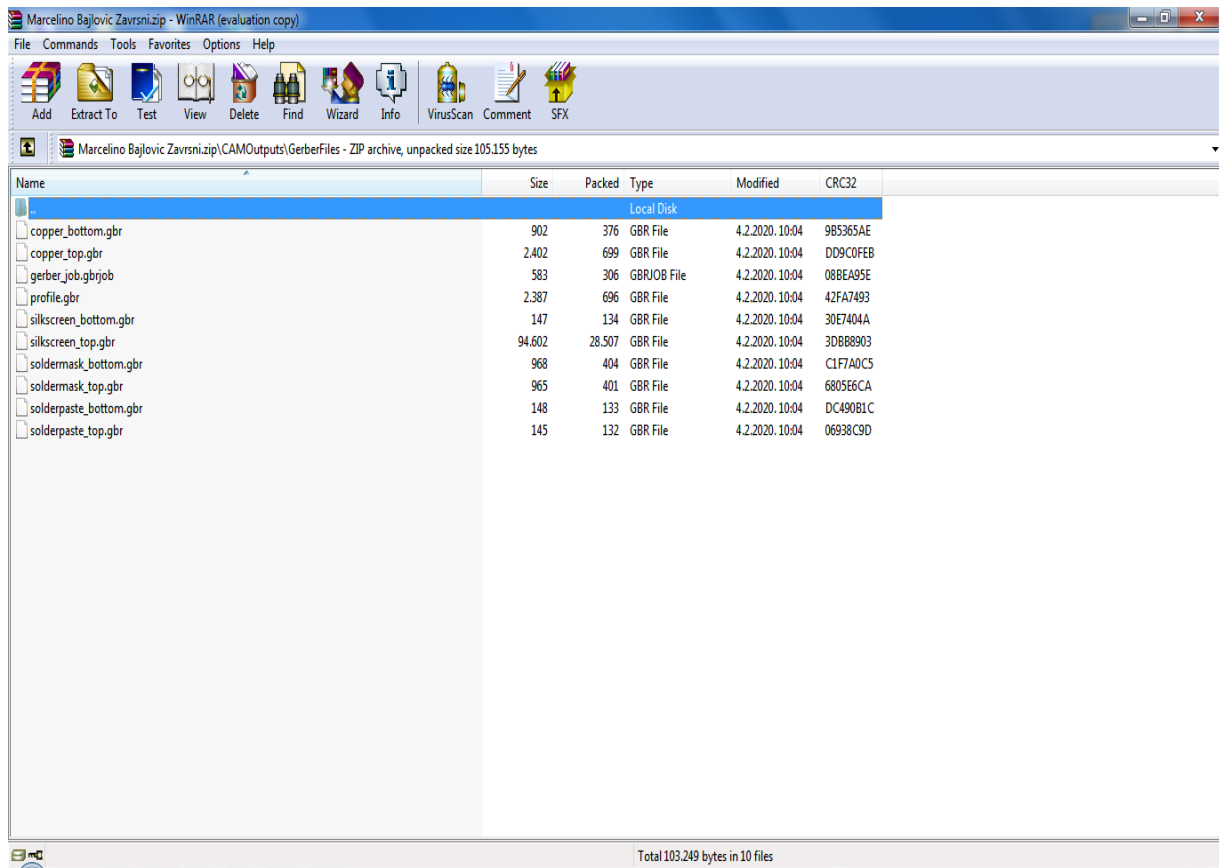 Marcelino Bajlovic Zavrsni.zip - WinRAR (evaluation copy)
File Commands Tools Favorites Options Help
Add Extract To Test View Delete Find Wizard Info VirusScan Comment SFX
Marcelino Bajlovic Zavrsni.zip\CAMOutputs\GerberFiles - ZIP archive, unpacked size 105.155 bytes
Name Size Packed Type Modified CRC32
.. Local Disk
copper_bottom.gbr 902 376 GBR File 4.2.2020. 10:04 9B5365AE
copper_top.gbr 2.402 699 GBR File 4.2.2020. 10:04 DD9C0FEB
gerber_job.gbrjob 583 306 GBRJOB File 4.2.2020. 10:04 08BEA95E
profile.gbr 2.387 696 GBR File 4.2.2020. 10:04 42FA7493
silkscreen_bottom.gbr 147 134 GBR File 4.2.2020. 10:04 30E7404A
silkscreen_top.gbr 94.602 28.507 GBR File 4.2.2020. 10:04 3DBB8903
soldermask_bottom.gbr 968 404 GBR File 4.2.2020. 10:04 C1F7A0C5
soldermask_top.gbr 965 401 GBR File 4.2.2020. 10:04 6805E6CA
solderpaste_bottom.gbr 148 133 GBR File 4.2.2020. 10:04 DC490B1C
solderpaste_top.gbr 145 132 GBR File 4.2.2020. 10:04 06938C9D
Total 103.249 bytes in 10 files